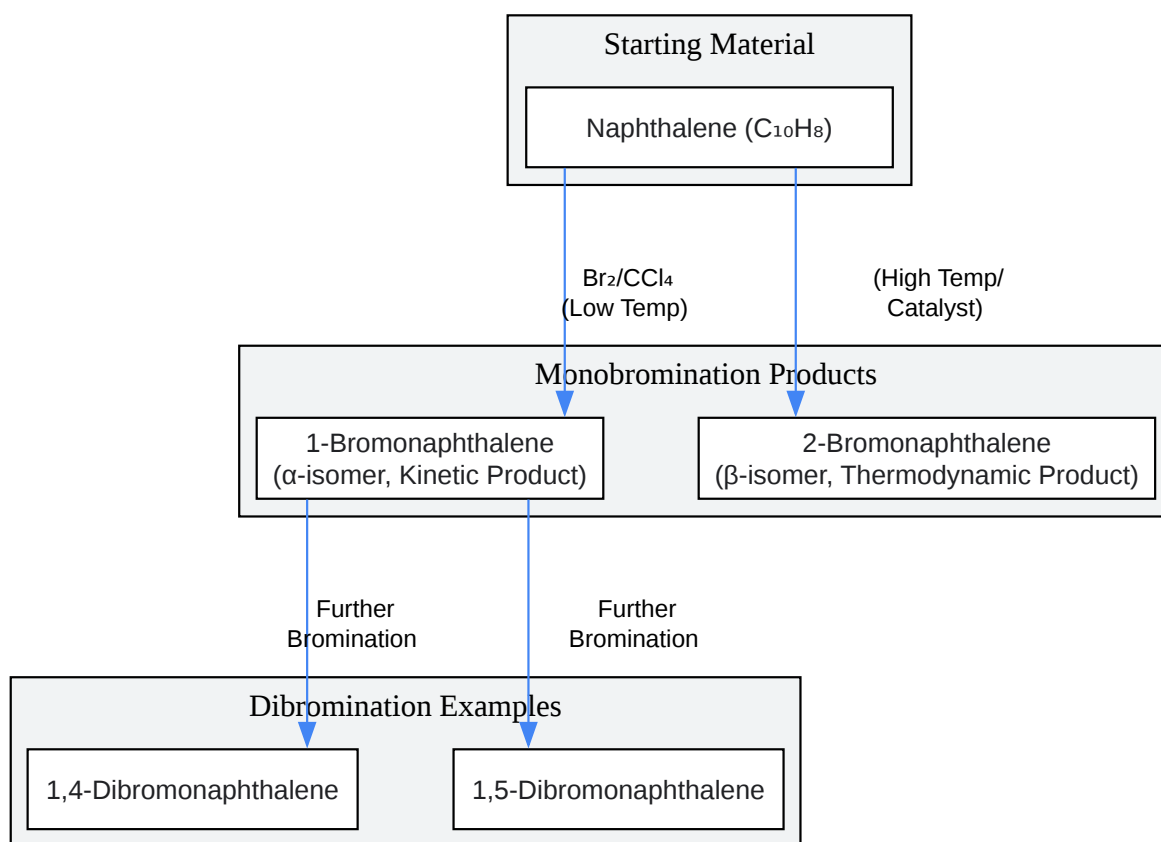 Starting Material
Naphthalene (C₁₀H₈)
Br₂/CCl₄
(Low Temp)
(High Temp/
Catalyst)
Monobromination Products
1-Bromonaphthalene
(α-isomer, Kinetic Product)
2-Bromonaphthalene
(β-isomer, Thermodynamic Product)
Further
Bromination
Further
Bromination
Dibromination Examples
1,4-Dibromonaphthalene
1,5-Dibromonaphthalene